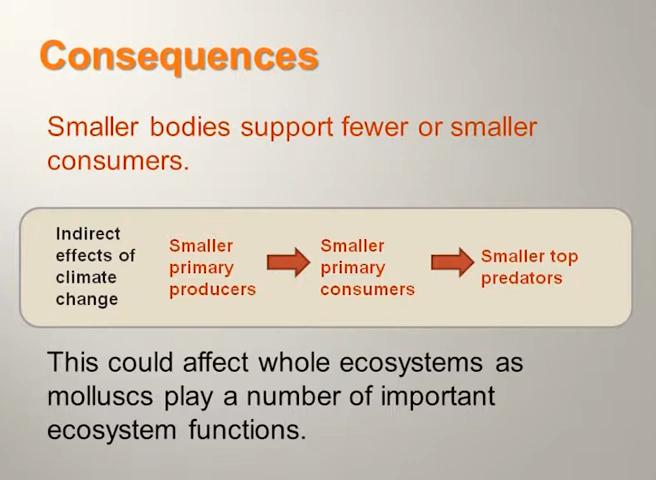 Consequences
Smaller bodies support fewer or smaller
consumers.
Indirect
effects of
climate
change
Smaller
primary
producers
Smaller
primary
consumers
Smaller top
predators
This could affect whole ecosystems as
molluscs play a number of important
ecosystem functions.